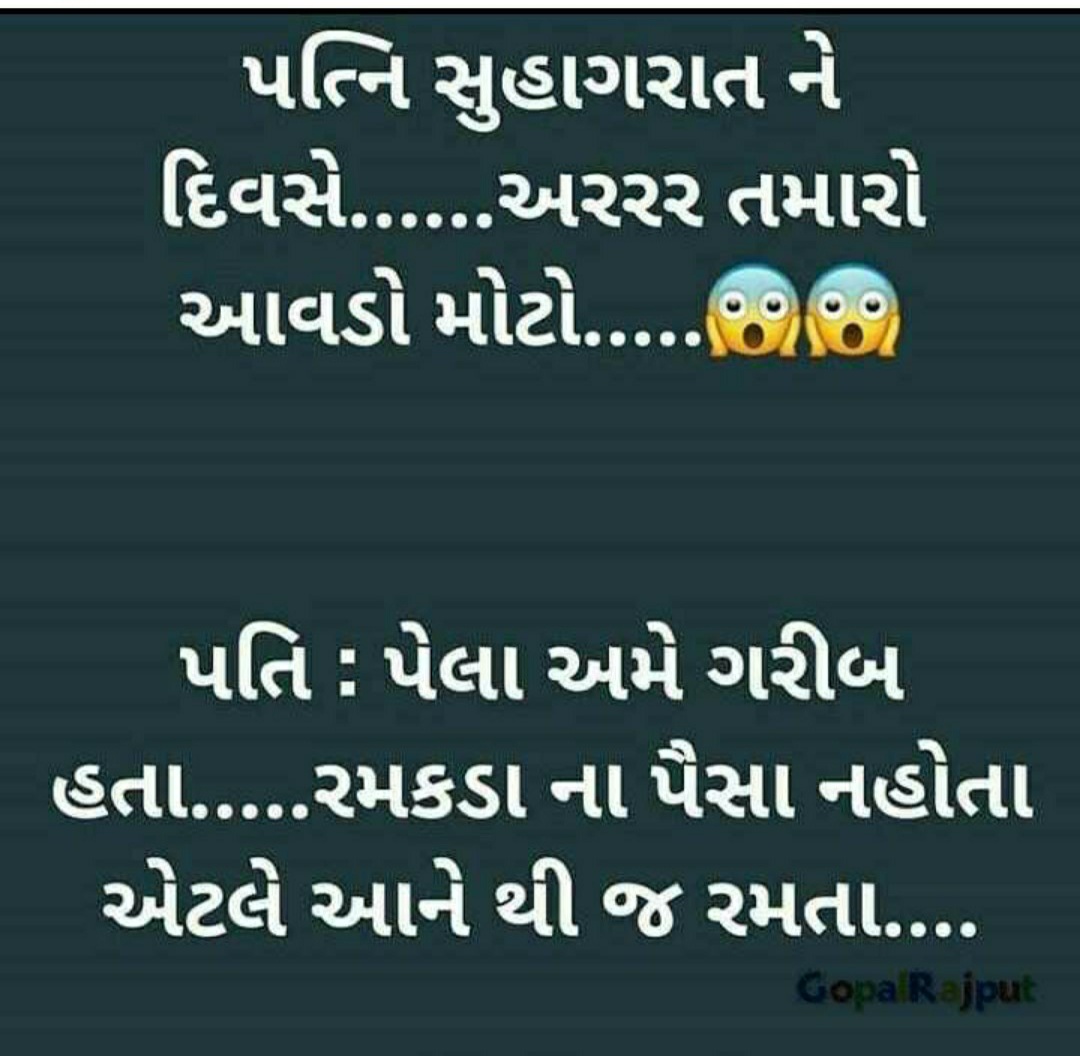 પત્નિ સુહાગરાત ને
દિવસે......અરરર તમારો
આવડો મોટો.....😱😱
પતિ : પેલા અમે ગરીબ
હતા.....રમકડા ના પૈસા નહોતા
એટલે આને થી જ રમતા....
GopalRajput